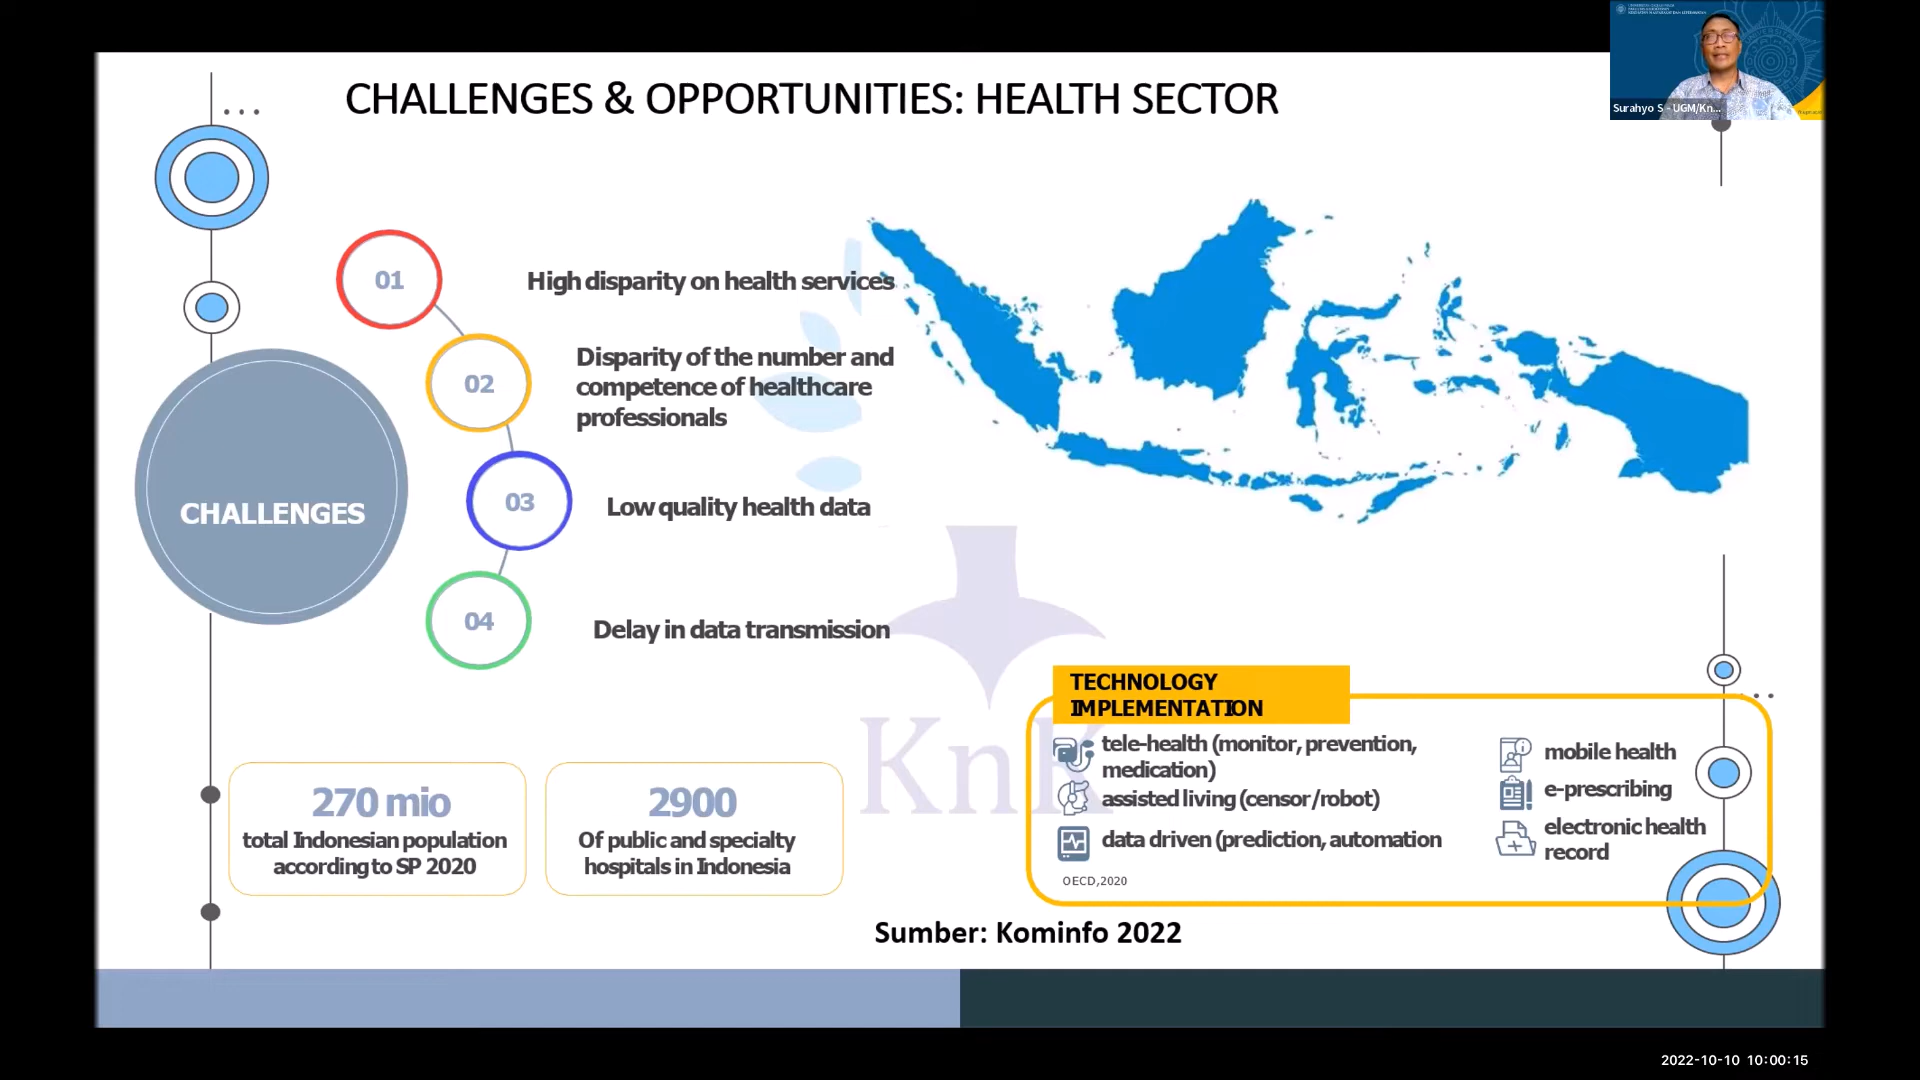 CHALLENGES & OPPORTUNITIES: HEALTH SECTOR
Surahyo S - UGM/Kn...
01
High disparity on health services
02
Disparity of the number and
competence of healthcare
professionals
03
Low quality health data
04
Delay in data transmission
CHALLENGES
270 mio
total Indonesian population
according to SP 2020
2900
Of public and specialty
hospitals in Indonesia
KnK
TECHNOLOGY
IMPLEMENTATION
tele-health (monitor, prevention,
medication)
assisted living (censor/robot)
data driven (prediction, automation
mobile health
e-prescribing
electronic health
record
OECD,2020
Sumber: Kominfo 2022
2022-10-10 10:00:15